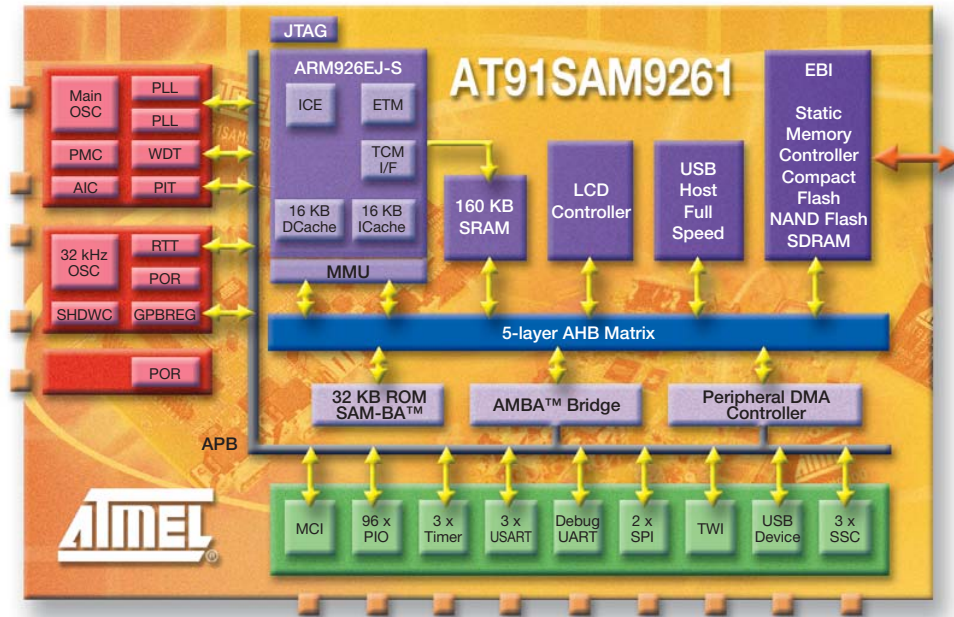 JTAG
ARM926EJ-S
ICE
ETM
TCM
I/F
16 KB
DCache
16 KB
ICache
MMU
AT91SAM9261
160 KB
SRAM
LCD
Controller
USB
Host
Full
Speed
EBI
Static
Memory
Controller
Compact
Flash
NAND Flash
SDRAM
Main
OSC
PLL
PLL
PMC
WDT
AIC
PIT
32 kHz
OSC
RTT
POR
SHDWC
GPBREG
POR
5-layer AHB Matrix
32 KB ROM
SAM-BA™
AMBA™ Bridge
Peripheral DMA
Controller
APB
ATMEL
®
MCI
96 x
PIO
3 x
Timer
3 x
USART
Debug
UART
2 x
SPI
TWI
USB
Device
3 x
SSC